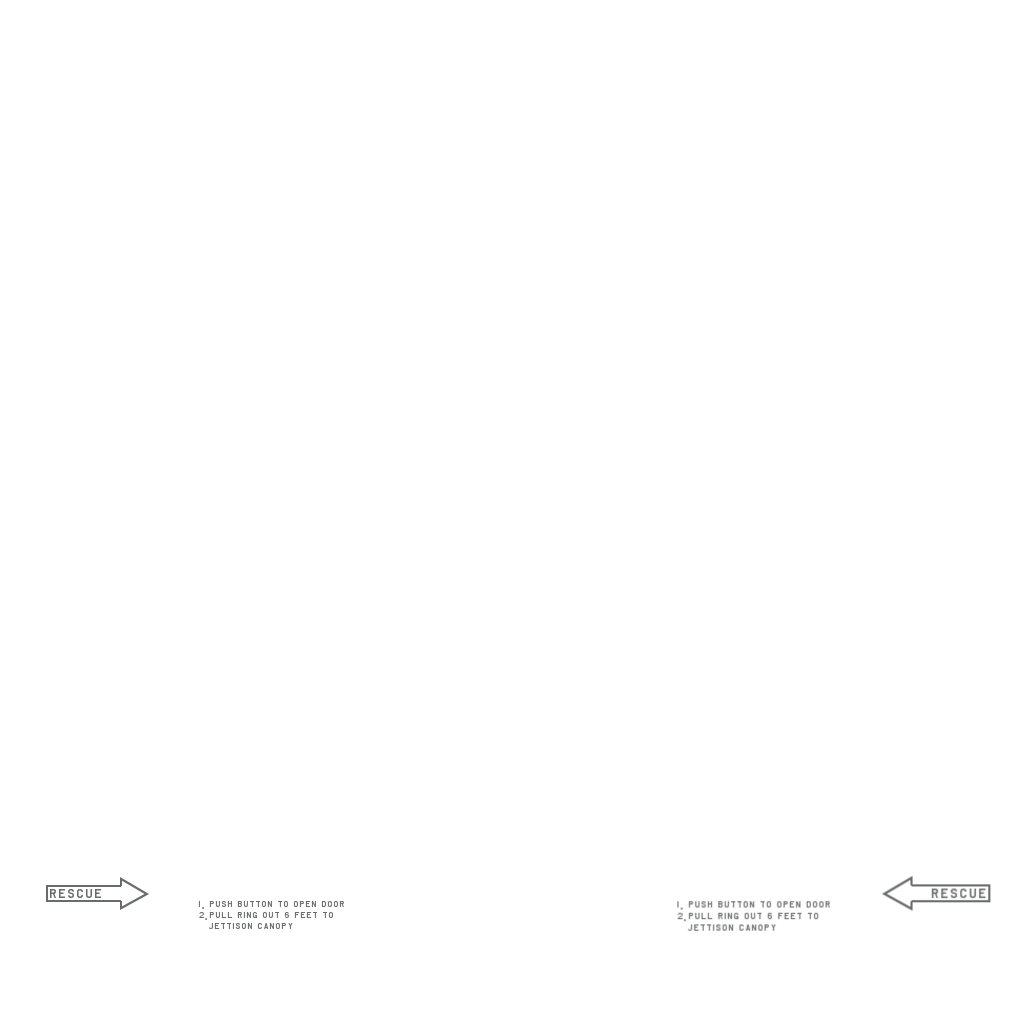 RESCUE
1. PUSH BUTTON TO OPEN DOOR
2. PULL RING OUT 6 FEET TO
JETTISON CANOPY
1. PUSH BUTTON TO OPEN DOOR
2. PULL RING OUT 6 FEET TO
JETTISON CANOPY
RESCUE